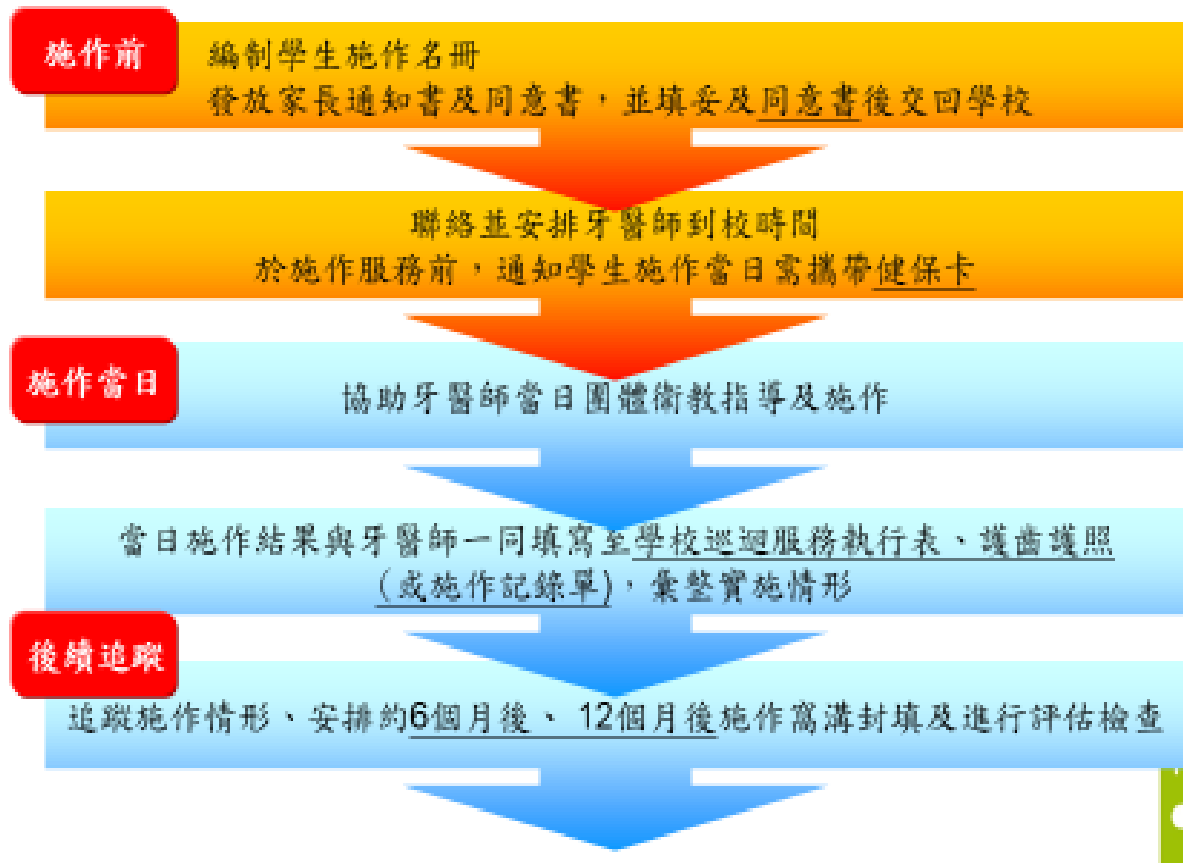 施作前
編制學生施作名冊
發放家長通知書及同意書，並填妥及同意書後交回學校
聯絡並安排牙醫師到校時間
於施作服務前，通知學生施作當日需攜帶健保卡
施作當日
協助牙醫師當日團體衛教指導及施作
當日施作結果與牙醫師一同填寫至學校巡迴服務執行表、護齒護照
(或施作記錄單)，彙整實施情形
後續追蹤
追蹤施作情形、安排約6個月後、 12個月後施作窩溝封填及進行評估檢查